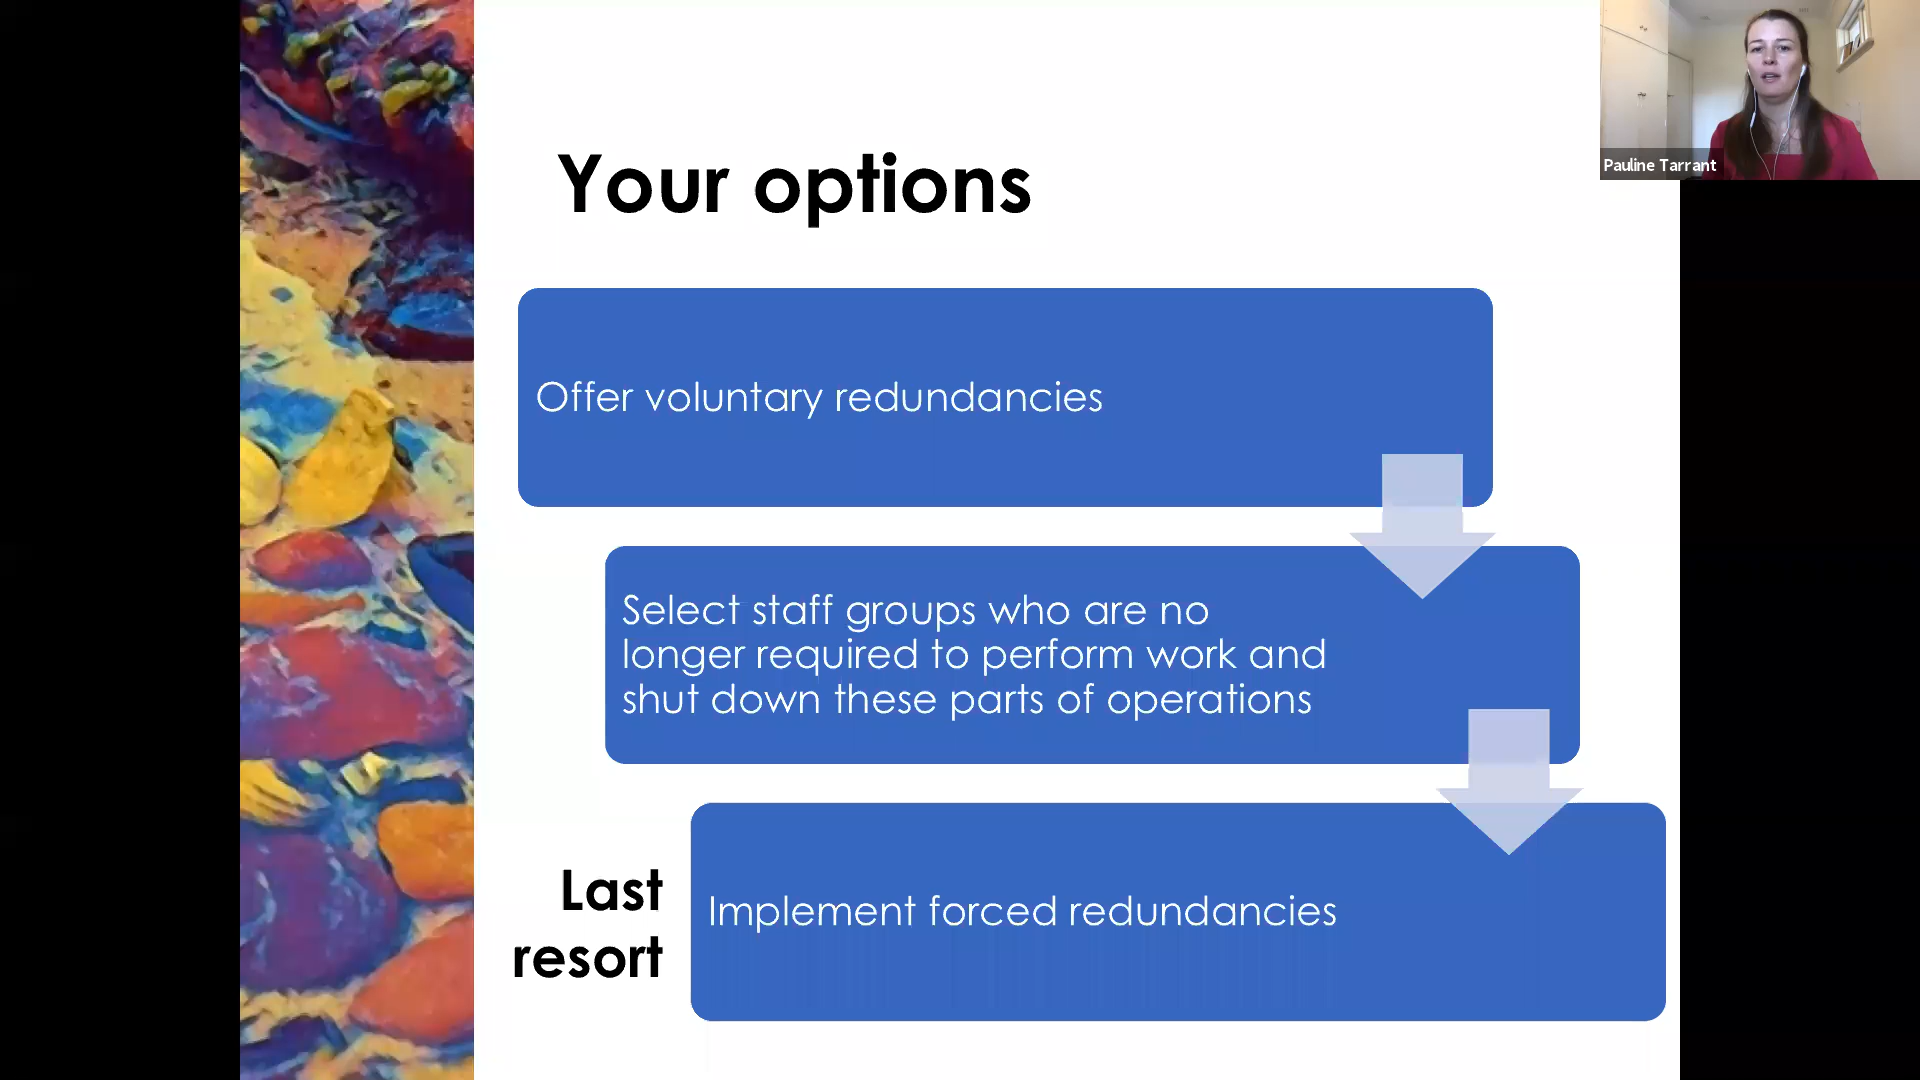 Your options
Pauline Tarrant
Offer voluntary redundancies
Select staff groups who are no
longer required to perform work and
shut down these parts of operations
Last
resort
Implement forced redundancies